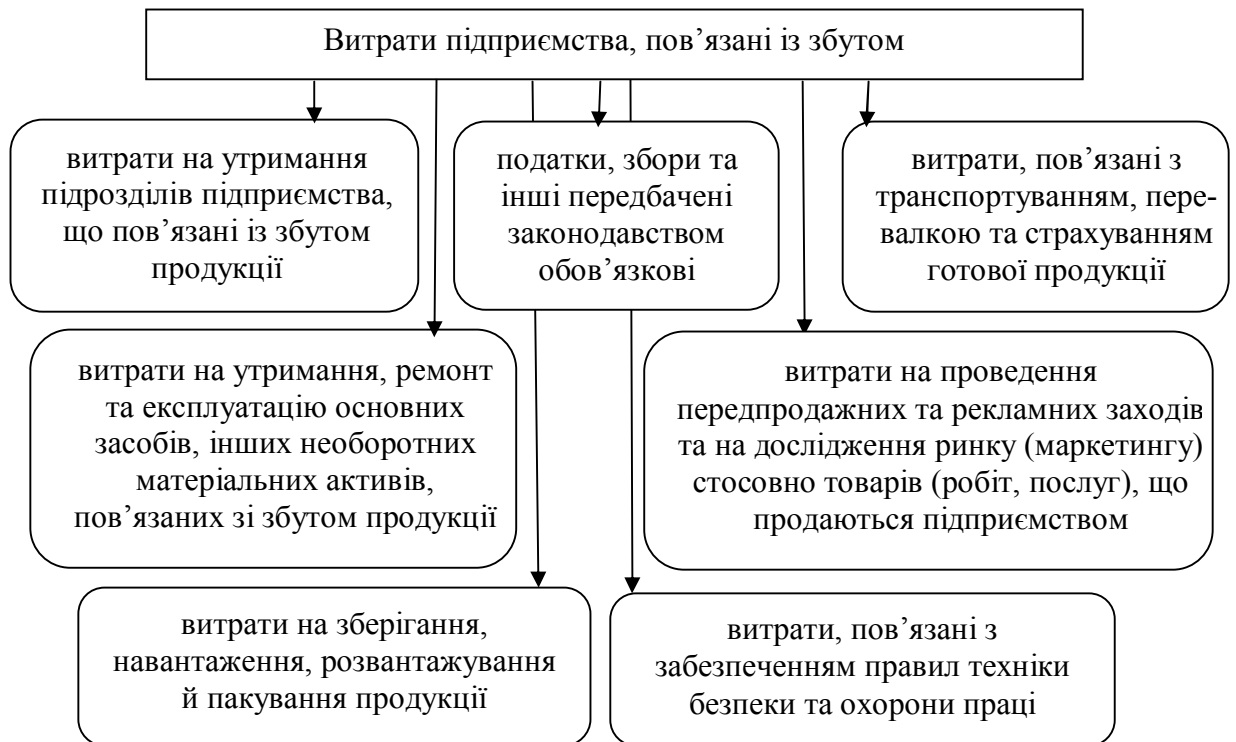 Витрати підприємства, пов’язані із збутом
витрати на утримання
підрозділів підприємства,
що пов’язані із збутом
продукції
податки, збори та
інші передбачені
законодавством
обов’язкові
витрати, пов’язані з
транспортуванням, пере-
валкою та страхуванням
готової продукції
витрати на утримання, ремонт
та експлуатацію основних
засобів, інших необоротних
матеріальних активів,
пов’язаних зі збутом продукції
витрати на проведення
передпродажних та рекламних заходів
та на дослідження ринку (маркетингу)
стосовно товарів (робіт, послуг), що
продаються підприємством
витрати на зберігання,
навантаження, розвантажування
й пакування продукції
витрати, пов’язані з
забезпеченням правил техніки
безпеки та охорони праці